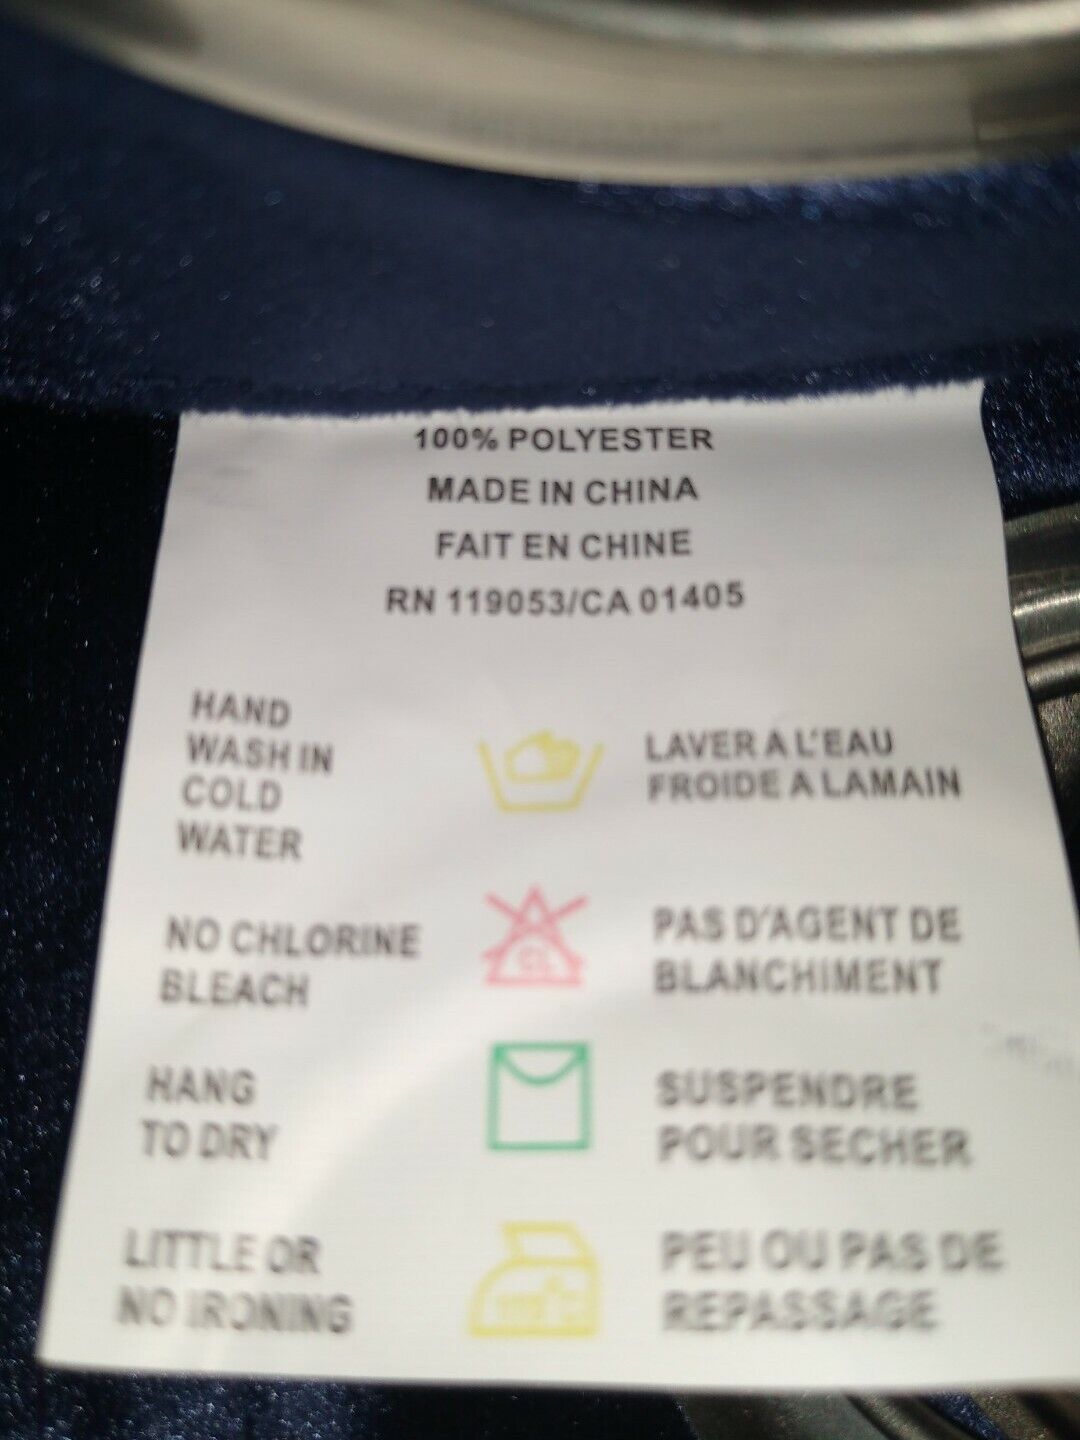 100% POLYESTER
MADE IN CHINA
FAIT EN CHINE
RN 119053/CA 01405
HAND
WASH IN
COLD
WATER
LAVER A L'EAU
FROIDE A LAMAIN
NO CHLORINE
BLEACH
CL
PAS D'AGENT DE
BLANCHIMENT
HANG
TO DRY
SUSPENDRE
POUR SECHER
LITTLE OR
NO IRONING
PEU OU PAS DE
REPASSAGE